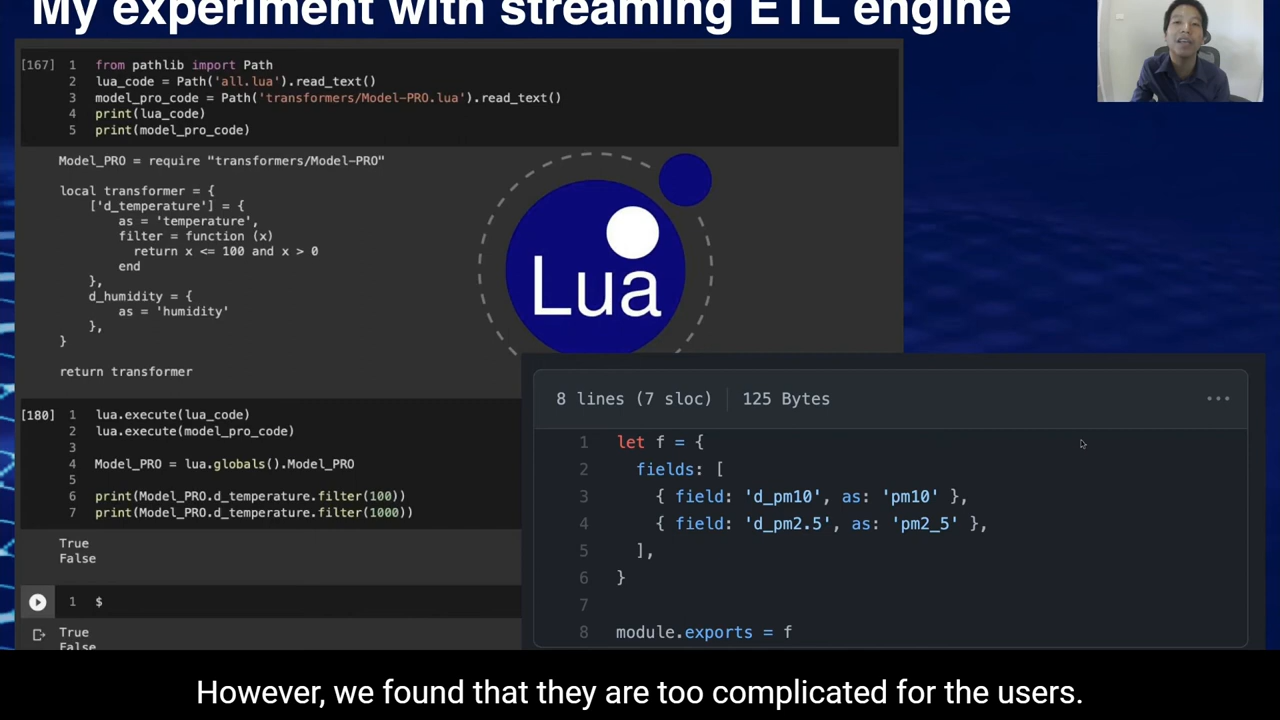 My experiment with streaming ETL engine
[167]
1 from pathlib import Path
2 lua_code = Path('all.lua').read_text()
3 model_pro_code = Path('transformers/Model-PRO.lua').read_text()
4 print(lua_code)
5 print(model_pro_code)
Model_PRO = require "transformers/Model-PRO"
local transformer = {
['d_temperature'] = {
as = 'temperature',
filter = function (x)
return x <= 100 and x > 0
end
},
d_humidity = {
as = 'humidity'
},
}
return transformer
Lua
[180]
1 lua.execute(lua_code)
2 lua.execute(model_pro_code)
3
4 Model_PRO = lua.globals().Model_PRO
5
6 print(Model_PRO.d_temperature.filter(100))
7 print(Model_PRO.d_temperature.filter(1000))
True
False
1 $
True
False
8 lines (7 sloc) 125 Bytes
1 let f = {
2 fields: [
3 { field: 'd_pm10', as: 'pm10' },
4 { field: 'd_pm2.5', as: 'pm2_5' },
5 ],
6 }
7
8 module.exports = f
However, we found that they are too complicated for the users.